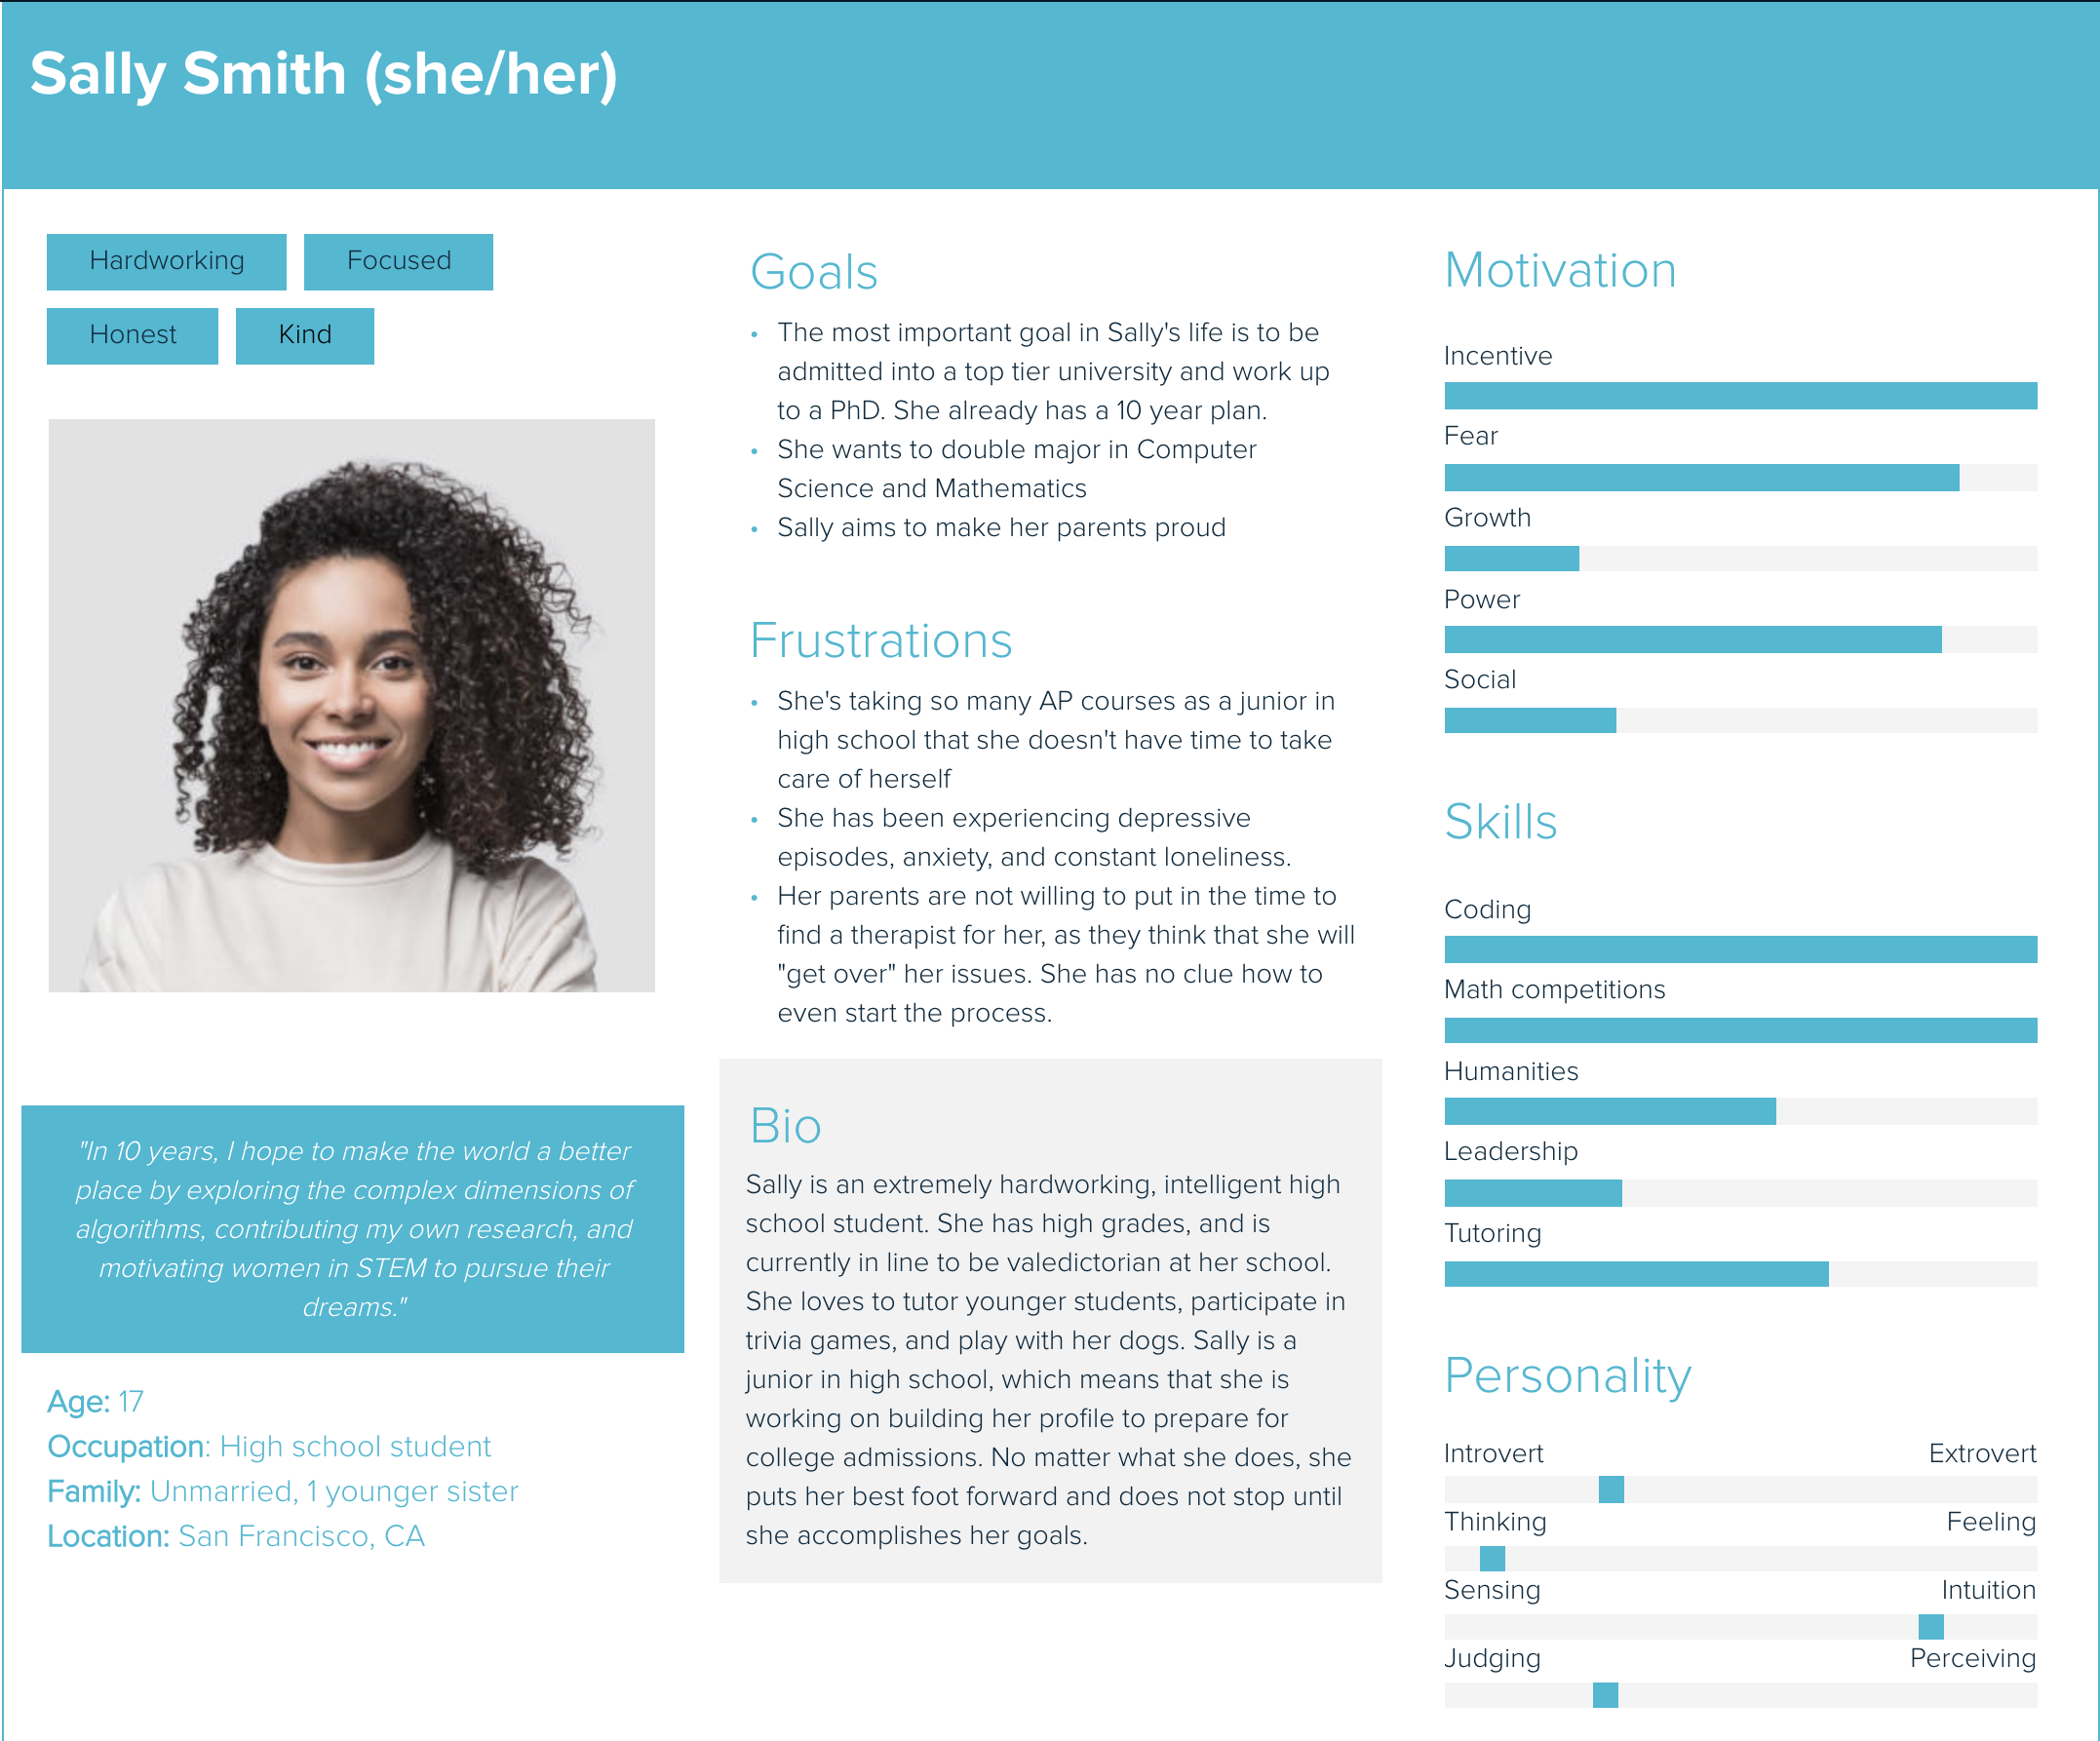 Sally Smith (she/her)
Hardworking
Focused
Honest
Kind
"In 10 years, I hope to make the world a better
place by exploring the complex dimensions of
algorithms, contributing my own research, and
motivating women in STEM to pursue their
dreams."
Age: 17
Occupation: High school student
Family: Unmarried, 1 younger sister
Location: San Francisco, CA
Goals
• The most important goal in Sally's life is to be
admitted into a top tier university and work up
to a PhD. She already has a 10 year plan.
• She wants to double major in Computer
Science and Mathematics
• Sally aims to make her parents proud
Frustrations
• She's taking so many AP courses as a junior in
high school that she doesn't have time to take
care of herself
• She has been experiencing depressive
episodes, anxiety, and constant loneliness.
• Her parents are not willing to put in the time to
find a therapist for her, as they think that she will
"get over" her issues. She has no clue how to
even start the process.
Bio
Sally is an extremely hardworking, intelligent high
school student. She has high grades, and is
currently in line to be valedictorian at her school.
She loves to tutor younger students, participate in
trivia games, and play with her dogs. Sally is a
junior in high school, which means that she is
working on building her profile to prepare for
college admissions. No matter what she does, she
puts her best foot forward and does not stop until
she accomplishes her goals.
Motivation
Incentive
Fear
Growth
Power
Social
Skills
Coding
Math competitions
Humanities
Leadership
Tutoring
Personality
Introvert Extrovert
Thinking Feeling
Sensing Intuition
Judging Perceiving